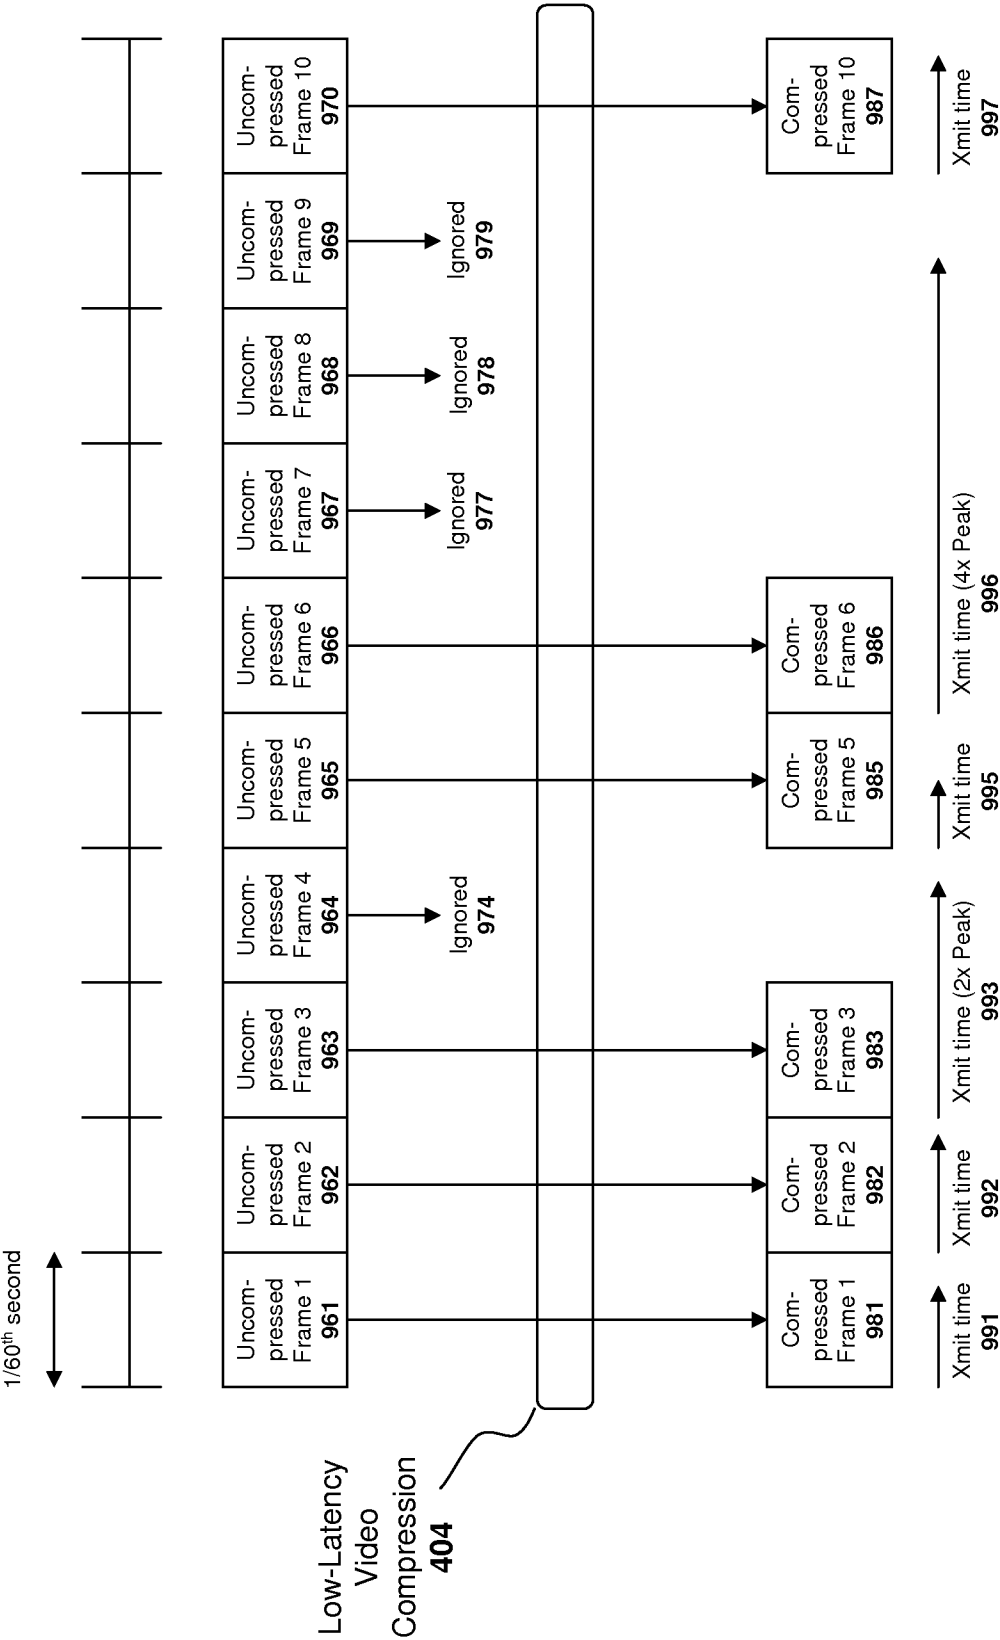 1/60th second
Uncom-
pressed
Frame 1
961
Uncom-
pressed
Frame 2
962
Uncom-
pressed
Frame 3
963
Uncom-
pressed
Frame 4
964
Uncom-
pressed
Frame 5
965
Uncom-
pressed
Frame 6
966
Uncom-
pressed
Frame 7
967
Uncom-
pressed
Frame 8
968
Uncom-
pressed
Frame 9
969
Uncom-
pressed
Frame 10
970
Ignored
974
Ignored
977
Ignored
978
Ignored
979
Low-Latency
Video
Compression
404
Com-
pressed
Frame 1
981
Com-
pressed
Frame 2
982
Com-
pressed
Frame 3
983
Com-
pressed
Frame 5
985
Com-
pressed
Frame 6
986
Com-
pressed
Frame 10
987
Xmit time
991
Xmit time
992
Xmit time (2x Peak)
993
Xmit time
995
Xmit time (4x Peak)
996
Xmit time
997